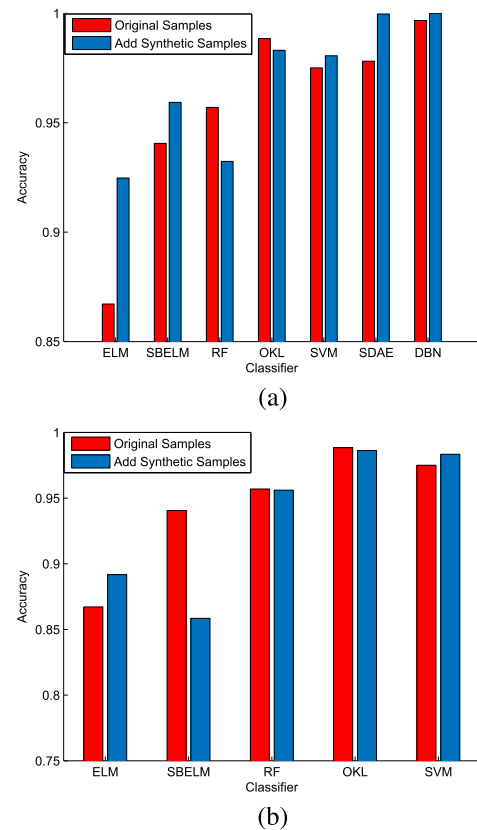 1
Original Samples
Add Synthetic Samples
0.95
Accuracy
0.9
0.85
ELM SBELM RF OKL SVM SDAE DBN
Classifier
(a)
1
Original Samples
Add Synthetic Samples
0.95
0.9
Accuracy
0.85
0.8
0.75
ELM SBELM RF OKL SVM
Classifier
(b)